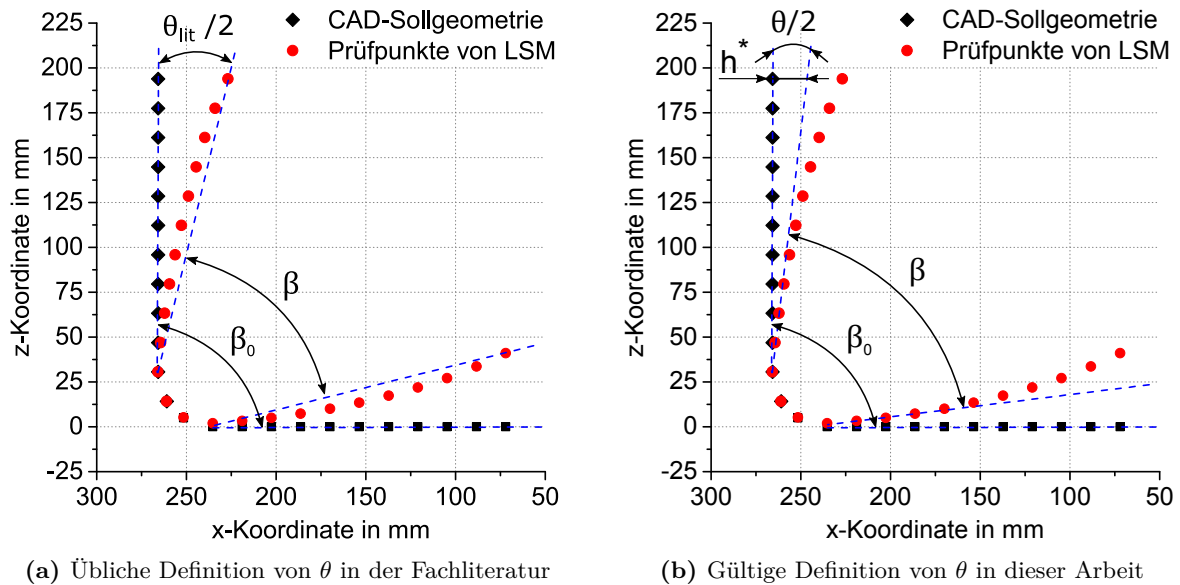 θlit /2
CAD-Sollgeometrie
Prüfpunkte von LSM
200
175
150
125
100
75
50
25
0
-25
z-Koordinate in mm
β
β0
300
250
200
150
100
50
x-Koordinate in mm
(a) Übliche Definition von θ in der Fachliteratur
θ/2
h*
CAD-Sollgeometrie
Prüfpunkte von LSM
200
175
150
125
100
75
50
25
0
-25
z-Koordinate in mm
β
β0
300
250
200
150
100
50
x-Koordinate in mm
(b) Gültige Definition von θ in dieser Arbeit